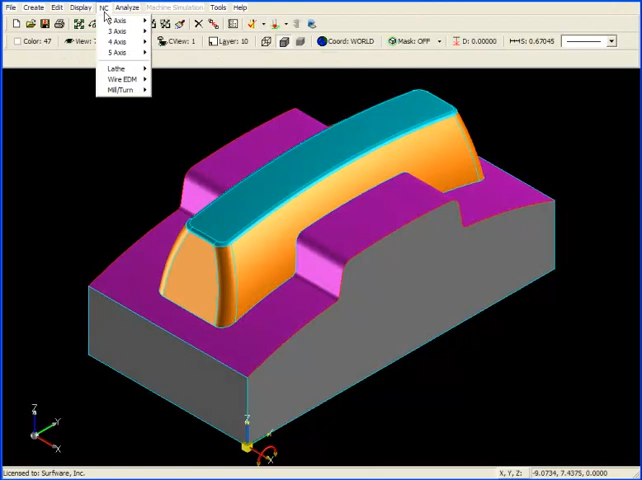 File Create Edit Display NC Analyze Machine Simulation Tools Help
Axis
3 Axis
4 Axis
5 Axis
Lathe
Wire EDM
Mill/Turn
Color: 47 View: 7 CView: 1 Layer: 10 Coord: WORLD Mask: OFF D: 0.00000 S: 0.67045
Z
Y
X
Z
X
Licensed to: Surfware, Inc. X, Y, Z: -9.0734, 7.4375, 0.0000